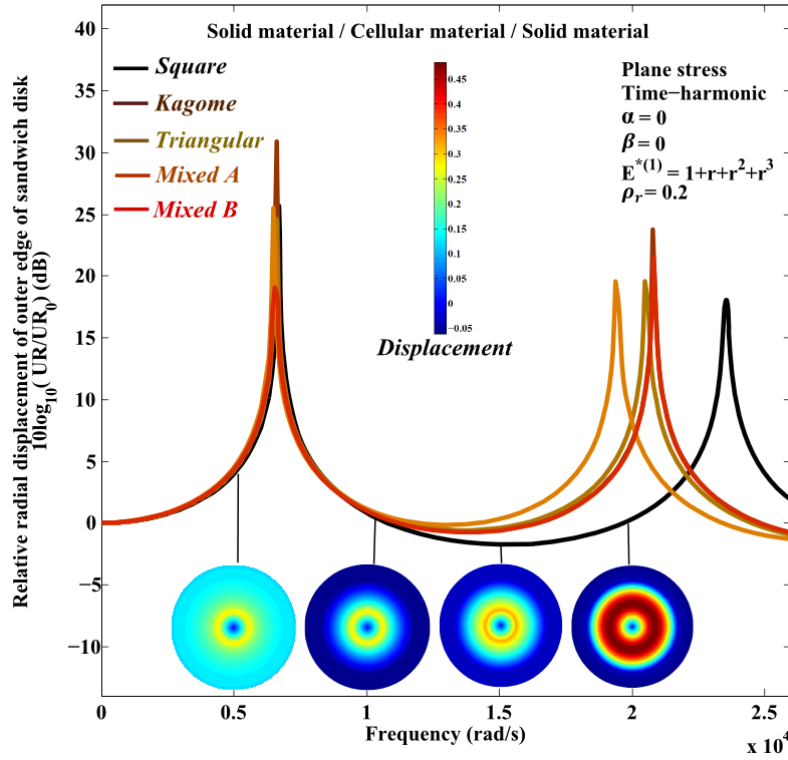 Solid material / Cellular material / Solid material
Square
Kagome
Triangular
Mixed A
Mixed B
Plane stress
Time−harmonic
α = 0
β = 0
E*(1) = 1+r+r²+r³
ρr = 0.2
0.45
0.4
0.35
0.3
0.25
0.2
0.15
0.1
0.05
0
−0.05
Displacement
Relative radial displacement of outer edge of sandwich disk
10log10( UR/UR0) (dB)
40
35
30
25
20
15
10
5
0
−5
−10
0 0.5 1 1.5 2 2.5
x 10⁴
Frequency (rad/s)